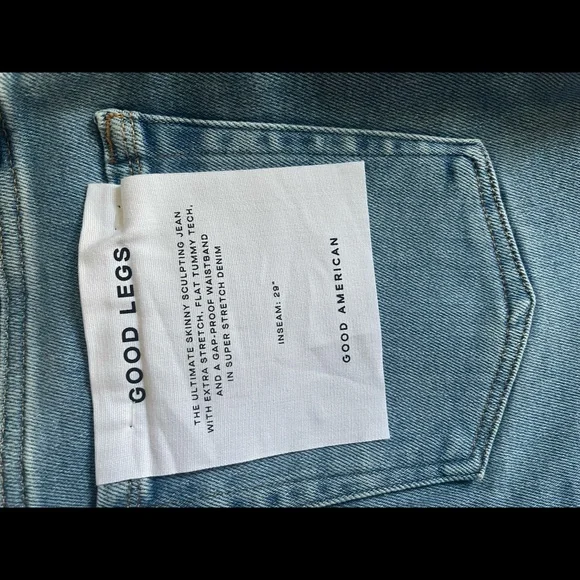 GOOD LEGS
THE ULTIMATE SKINNY SCULPTING JEAN
WITH EXTRA STRETCH, FLAT TUMMY TECH,
AND A GAP-PROOF WAISTBAND
IN SUPER STRETCH DENIM
INSEAM: 29"
GOOD AMERICAN